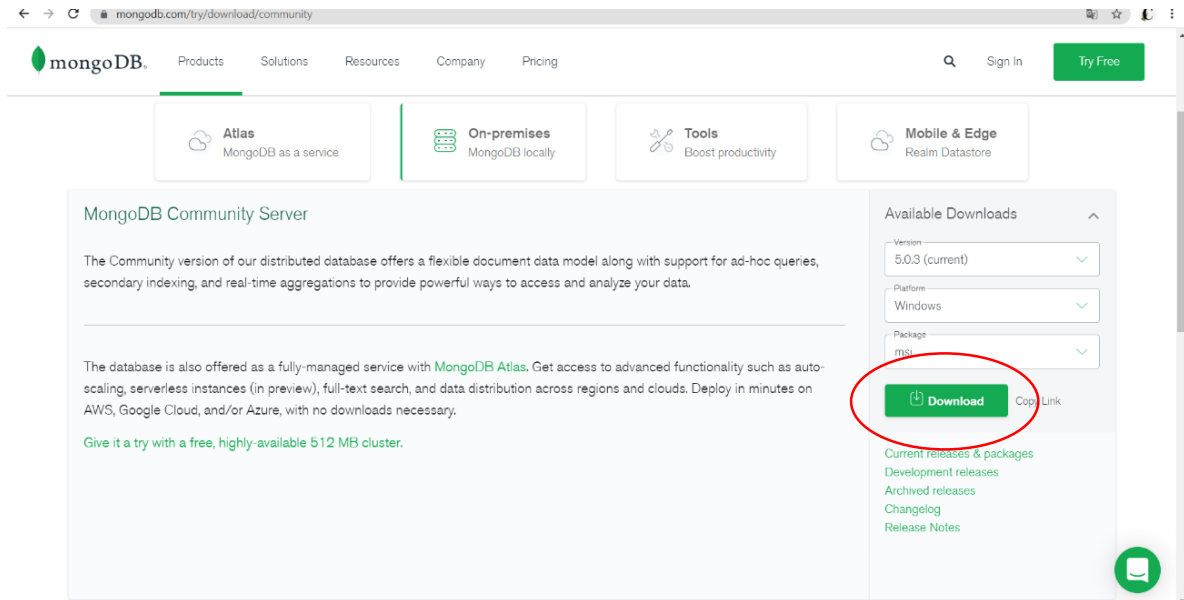 mongodb.com/try/download/community
mongoDB.
Products
Solutions
Resources
Company
Pricing
Sign In
Try Free
Atlas
MongoDB as a service
On-premises
MongoDB locally
Tools
Boost productivity
Mobile & Edge
Realm Datastore
MongoDB Community Server
The Community version of our distributed database offers a flexible document data model along with support for ad-hoc queries,
secondary indexing, and real-time aggregations to provide powerful ways to access and analyze your data.
The database is also offered as a fully-managed service with MongoDB Atlas. Get access to advanced functionality such as auto-
scaling, serverless instances (in preview), full-text search, and data distribution across regions and clouds. Deploy in minutes on
AWS, Google Cloud, and/or Azure, with no downloads necessary.
Give it a try with a free, highly-available 512 MB cluster.
Available Downloads
Version
5.0.3 (current)
Platform
Windows
Package
msi
Download
Copy Link
Current releases & packages
Development releases
Archived releases
Changelog
Release Notes